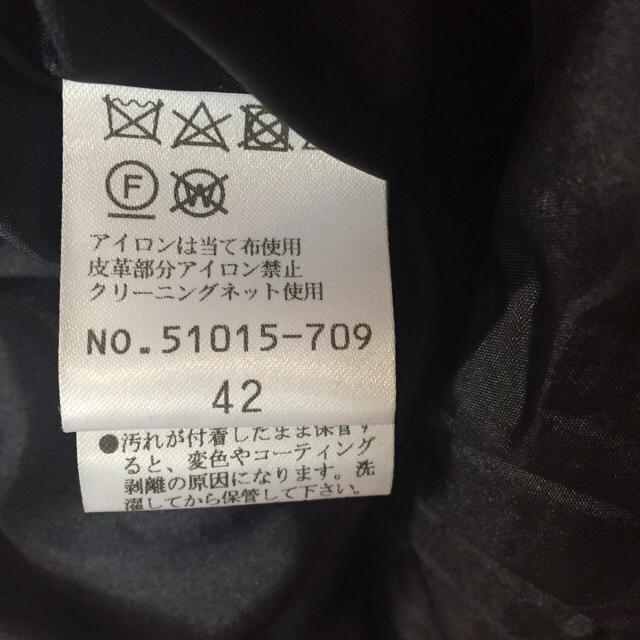 F
W
アイロンは当て布使用
皮革部分アイロン禁止
クリーニングネット使用
NO.51015-709
42
●汚れが付着したまま保管す
ると、変色やコーティング
剥離の原因になります。洗
濯してから保管して下さい。